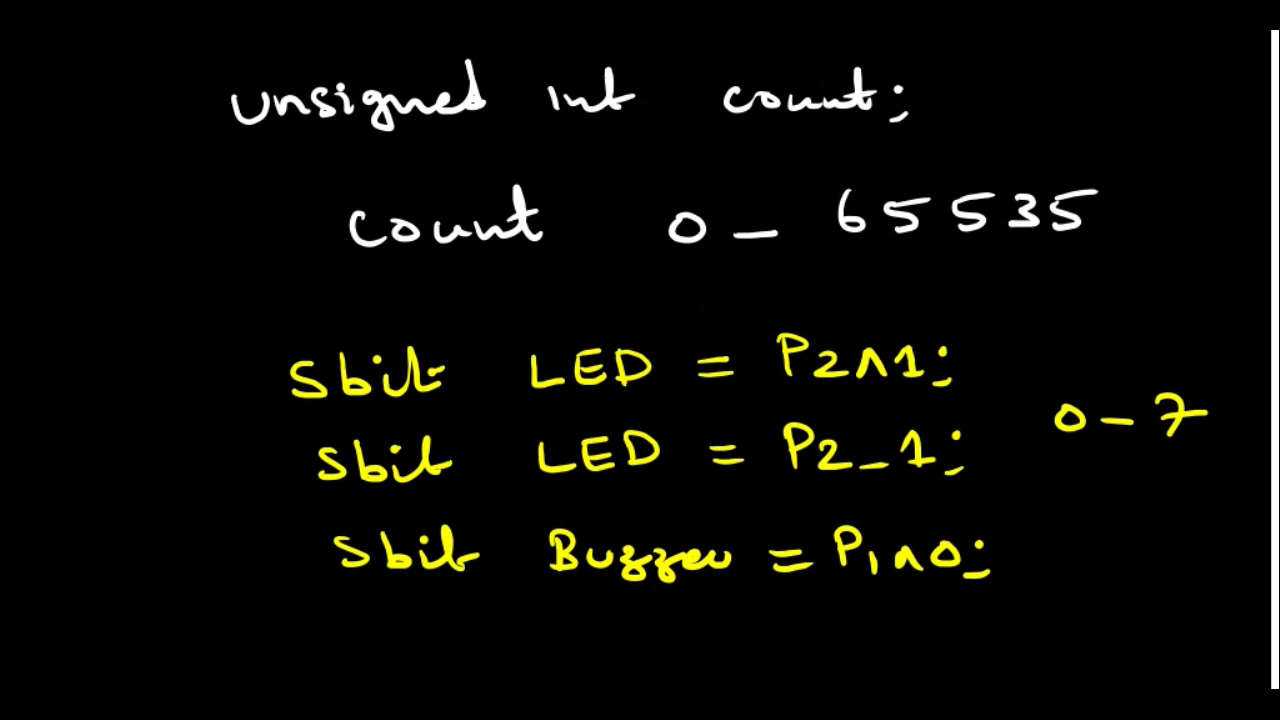 unsigned int count;
count 0 - 65535
Sbit LED = P2^1;
0 - 7
Sbit LED = P2_1;
Sbit Buzzer = P1^0;